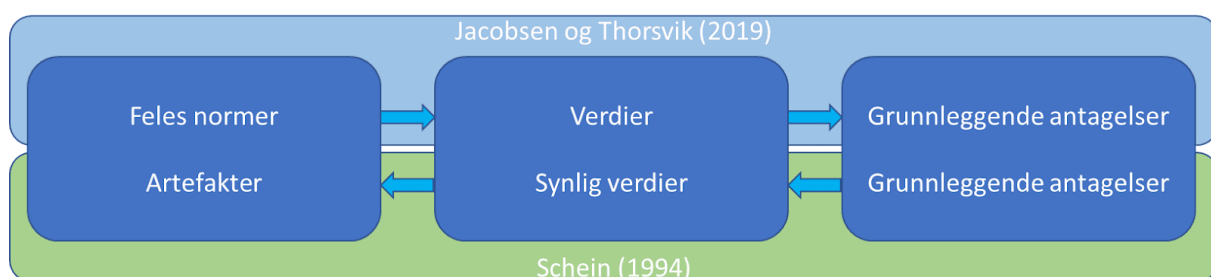 Jacobsen og Thorsvik (2019)
Feles normer
Verdier
Grunnleggende antagelser
Artefakter
Synlig verdier
Grunnleggende antagelser
Schein (1994)